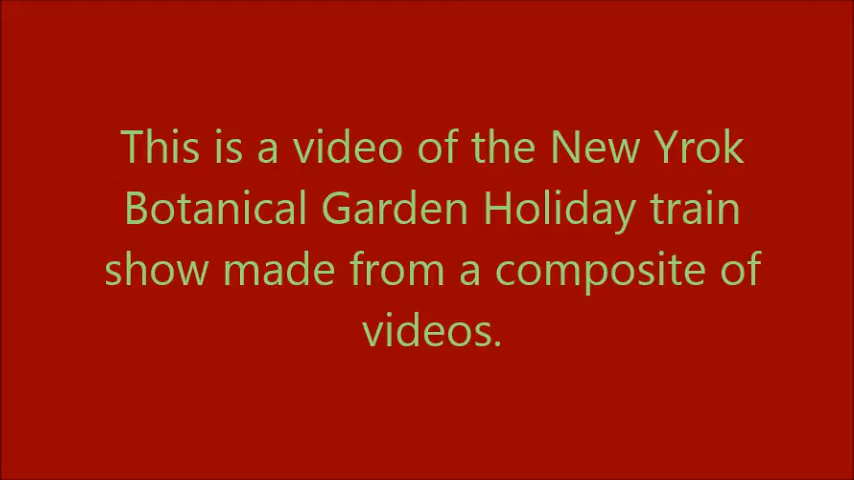 This is a video of the New Yrok
Botanical Garden Holiday train
show made from a composite of
videos.